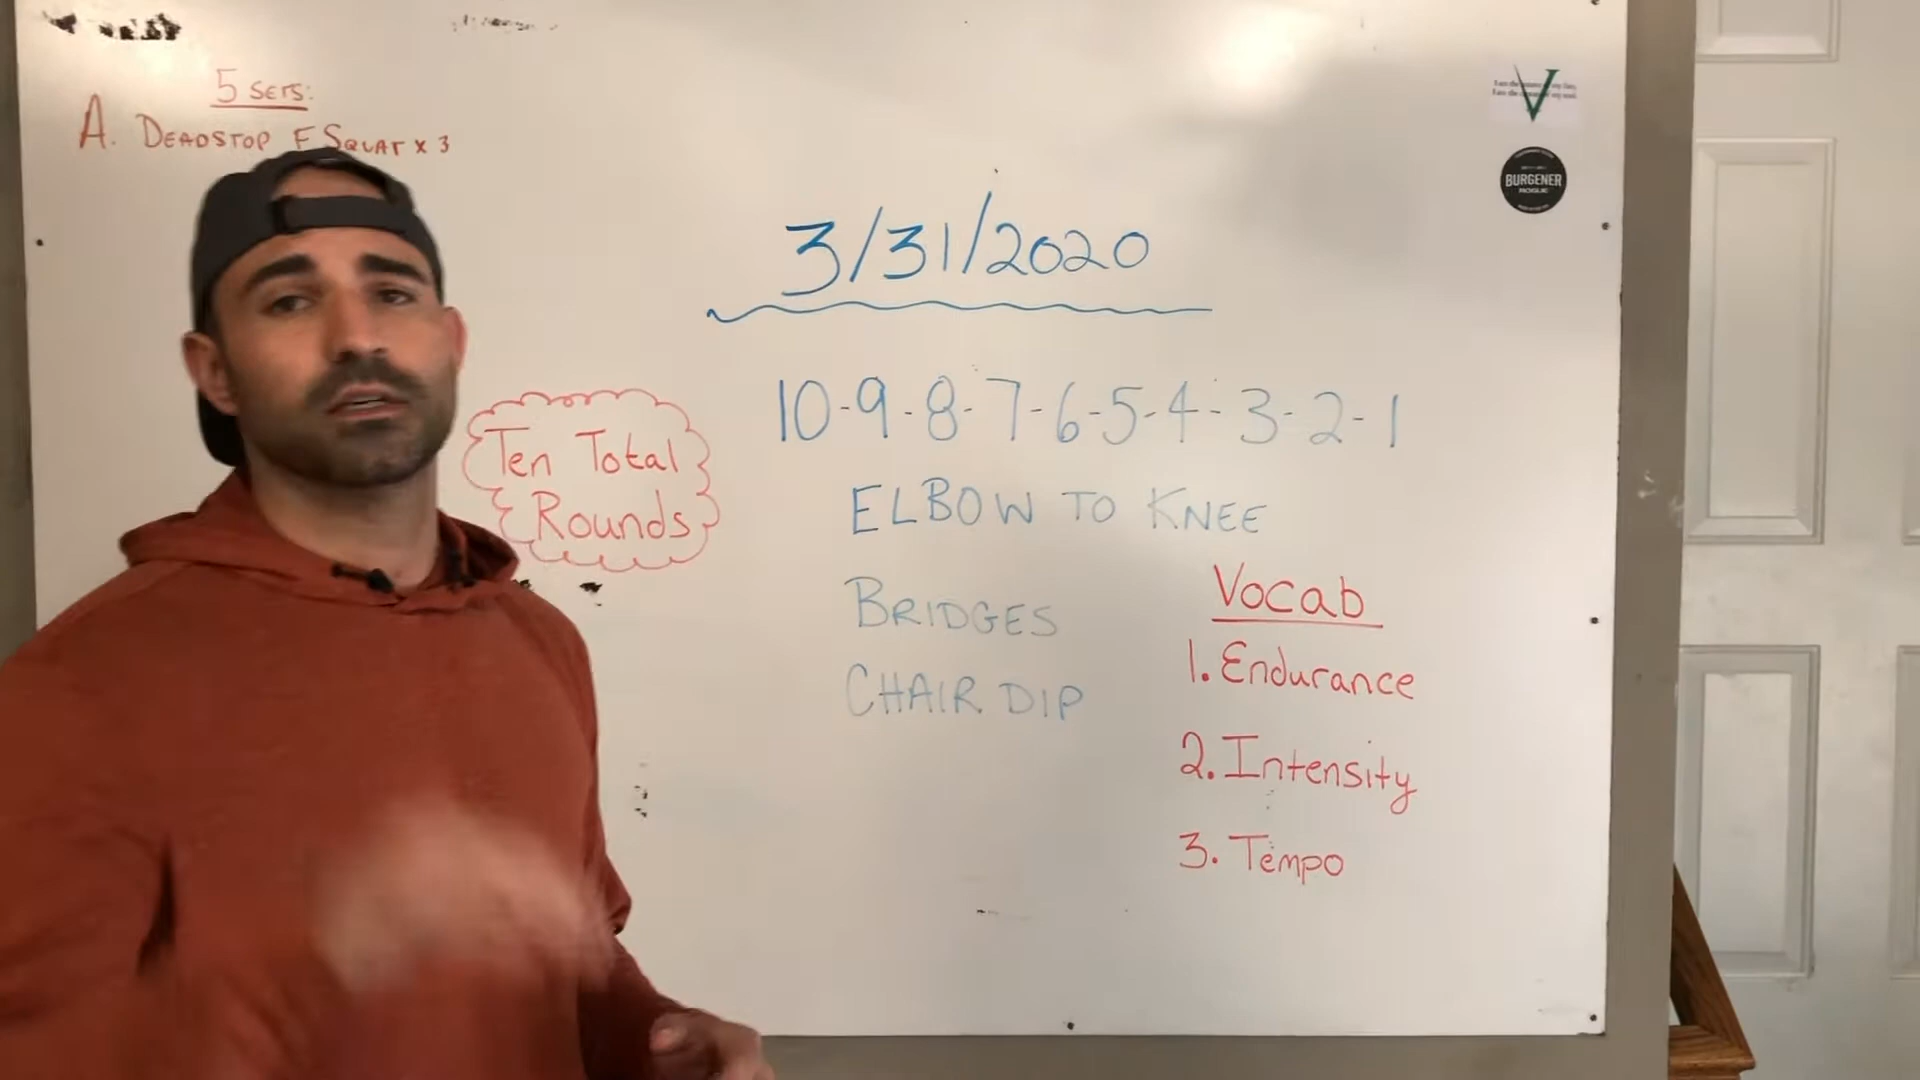 5 SETS:
A. DEADSTOP F SQUAT x 3
BURGENER
ROGUE
3/31/2020
10-9-8-7-6-5-4-3-2-1
Ten Total
Rounds
ELBOW TO KNEE
BRIDGES
CHAIR DIP
Vocab
1. Endurance
2. Intensity
3. Tempo